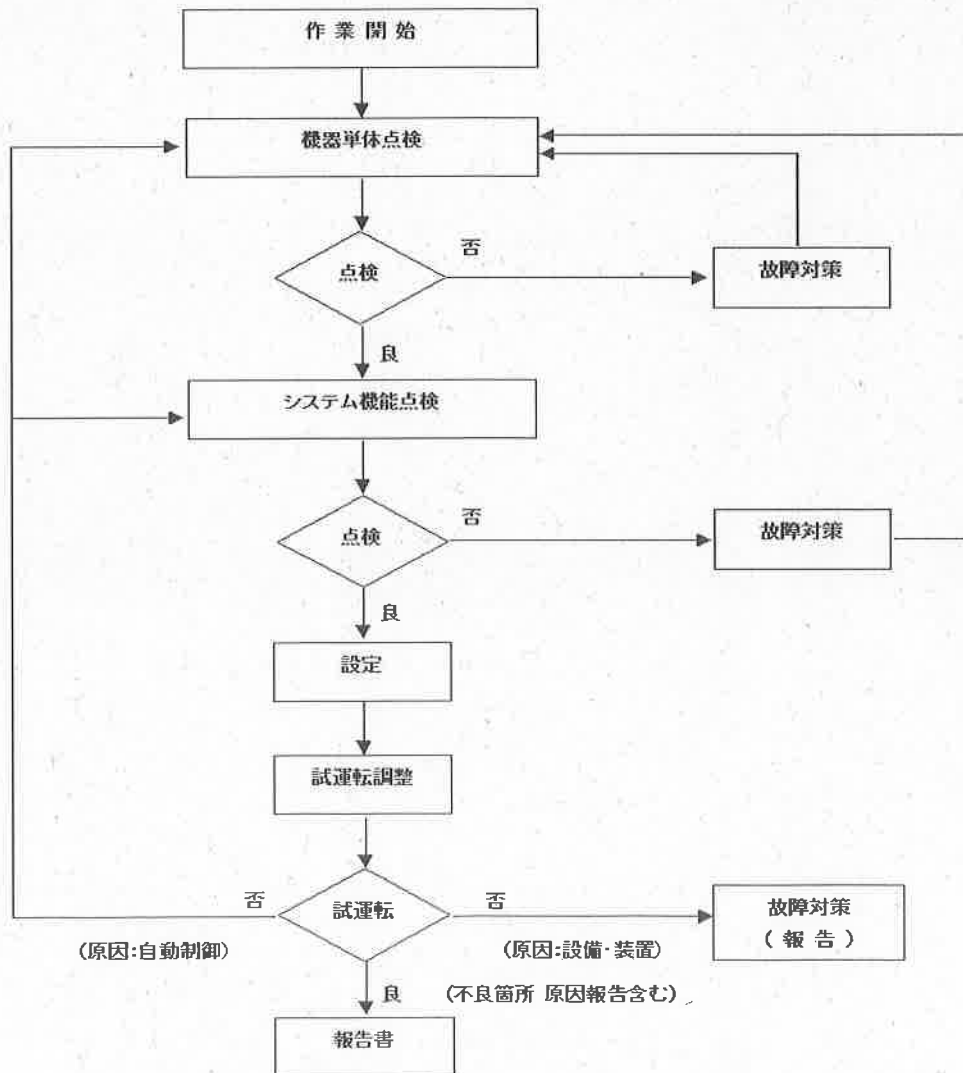 作 業 開 始
機器単体点検
否
点検
故障対策
良
システム機能点検
否
点検
故障対策
良
設定
試運転調整
否
試運転
否
故障対策
( 報 告 )
(原因:自動制御)
(原因:設備・装置)
良
(不良箇所 原因報告含む)
報告書